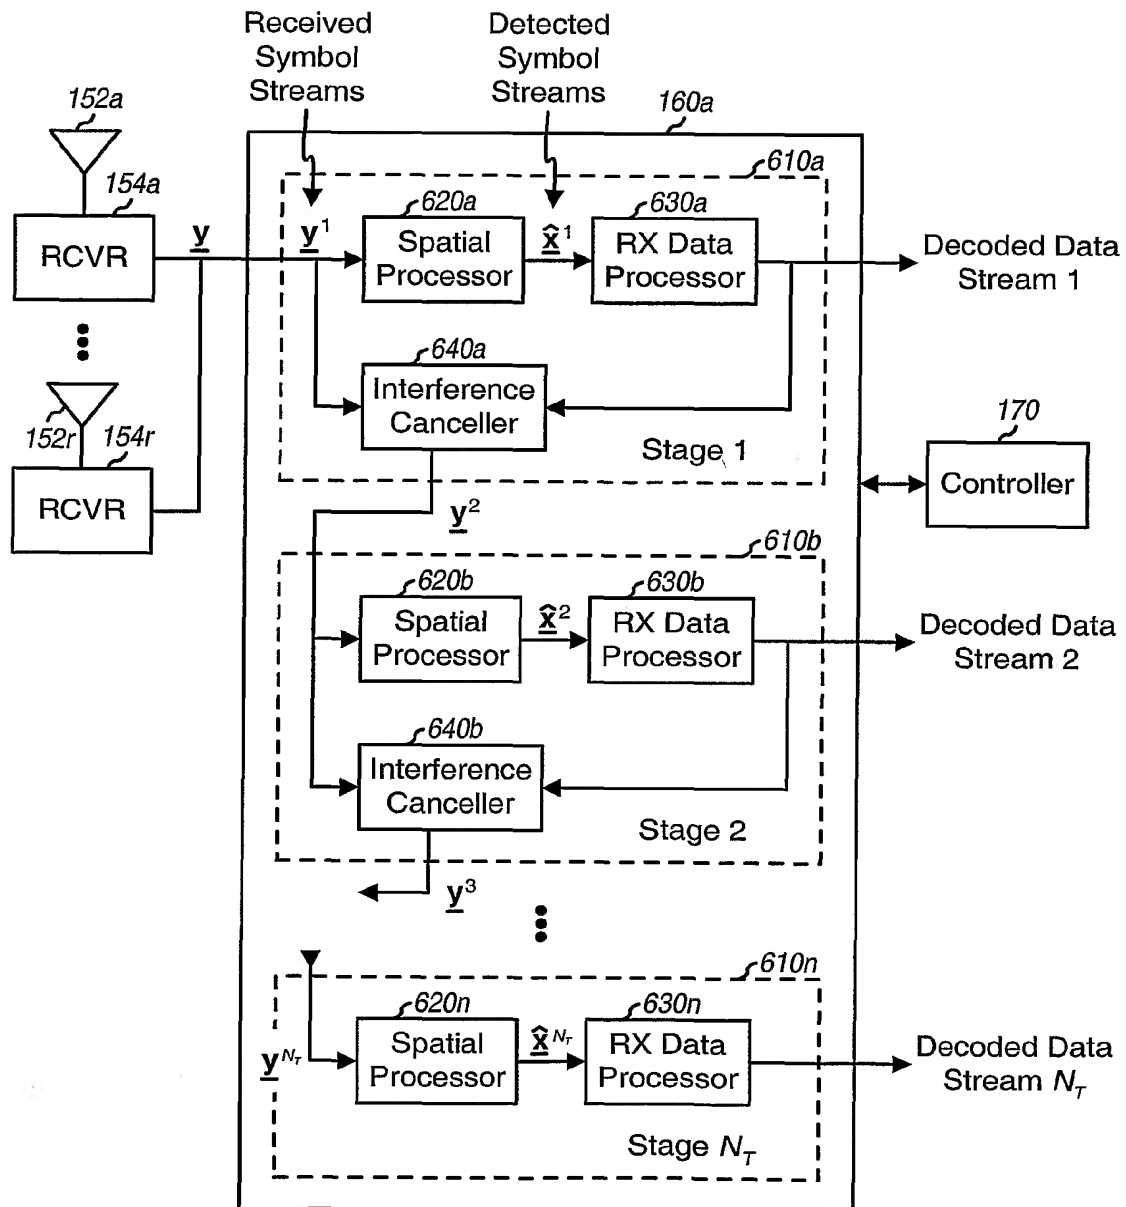 Received
Symbol
Streams
Detected
Symbol
Streams
152a
160a
610a
154a
620a
630a
RCVR
y
y1
Spatial
Processor
x̂1
RX Data
Processor
Decoded Data
Stream 1
640a
Interference
Canceller
152r
154r
Stage 1
170
RCVR
Controller
y2
610b
620b
630b
Spatial
Processor
x̂2
RX Data
Processor
Decoded Data
Stream 2
640b
Interference
Canceller
Stage 2
y3
610n
620n
630n
yNT
Spatial
Processor
x̂NT
RX Data
Processor
Decoded Data
Stream NT
Stage NT